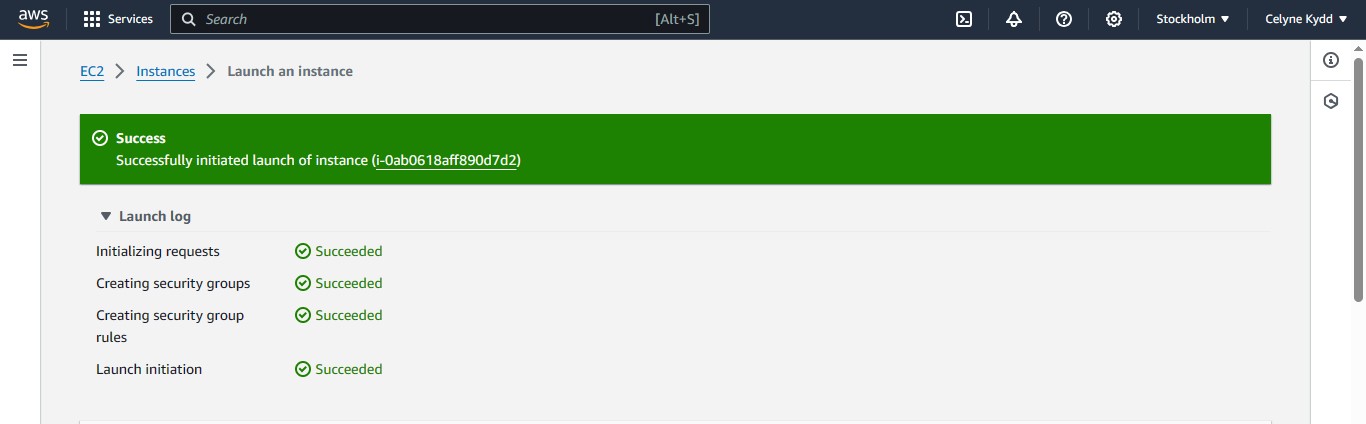 aws Services Search [Alt+S] Stockholm Celyne Kydd
EC2 Instances Launch an instance
Success
Successfully initiated launch of instance (i-0ab0618aff890d7d2)
Launch log
Initializing requests Succeeded
Creating security groups Succeeded
Creating security group Succeeded
rules
Launch initiation Succeeded